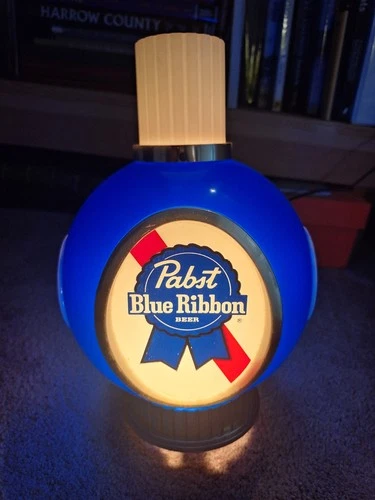 HARROW COUNTY
Pabst
Blue Ribbon
BEER
®